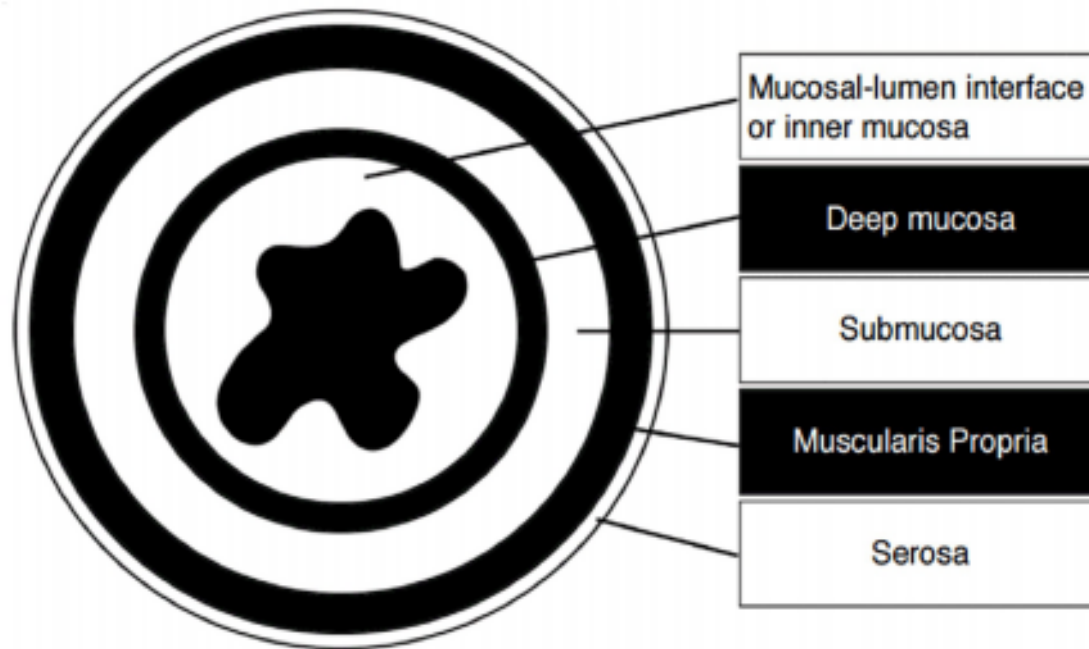 Mucosal-lumen interface
or inner mucosa
Deep mucosa
Submucosa
Muscularis Propria
Serosa